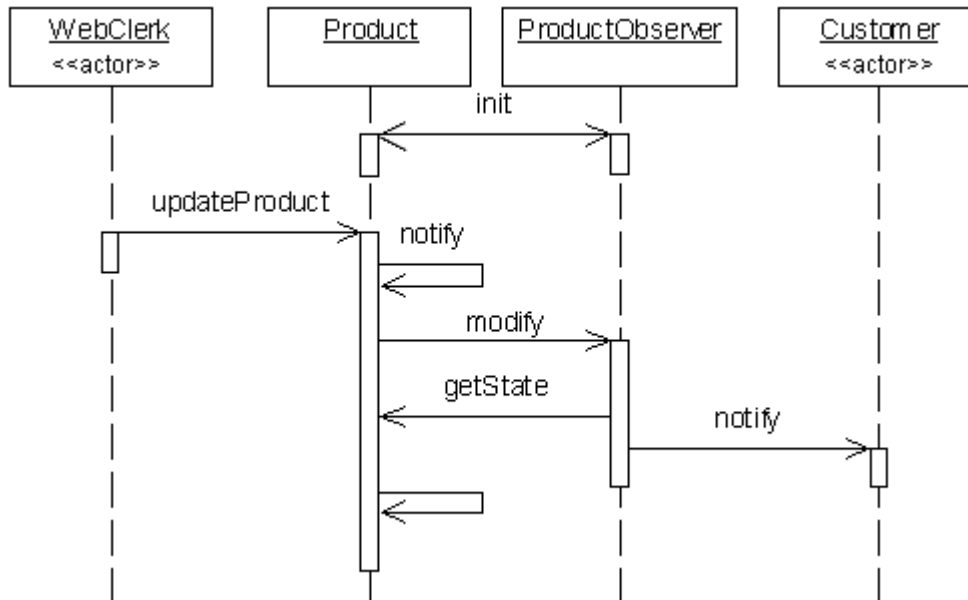 WebClerk
<<actor>>
Product
ProductObserver
Customer
<<actor>>
init
updateProduct
notify
modify
getState
notify